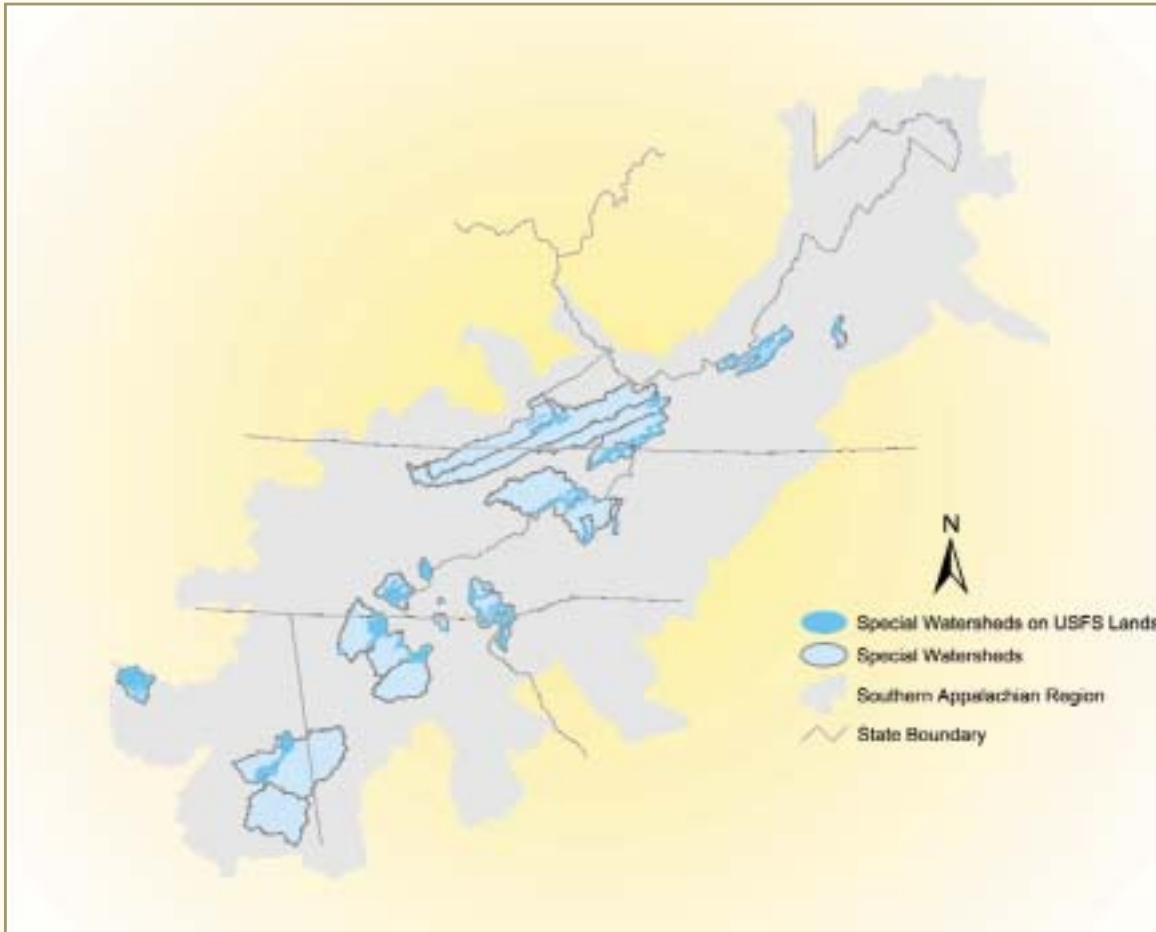 N
Special Watersheds on USFS Lands
Special Watersheds
Southern Appalachian Region
State Boundary